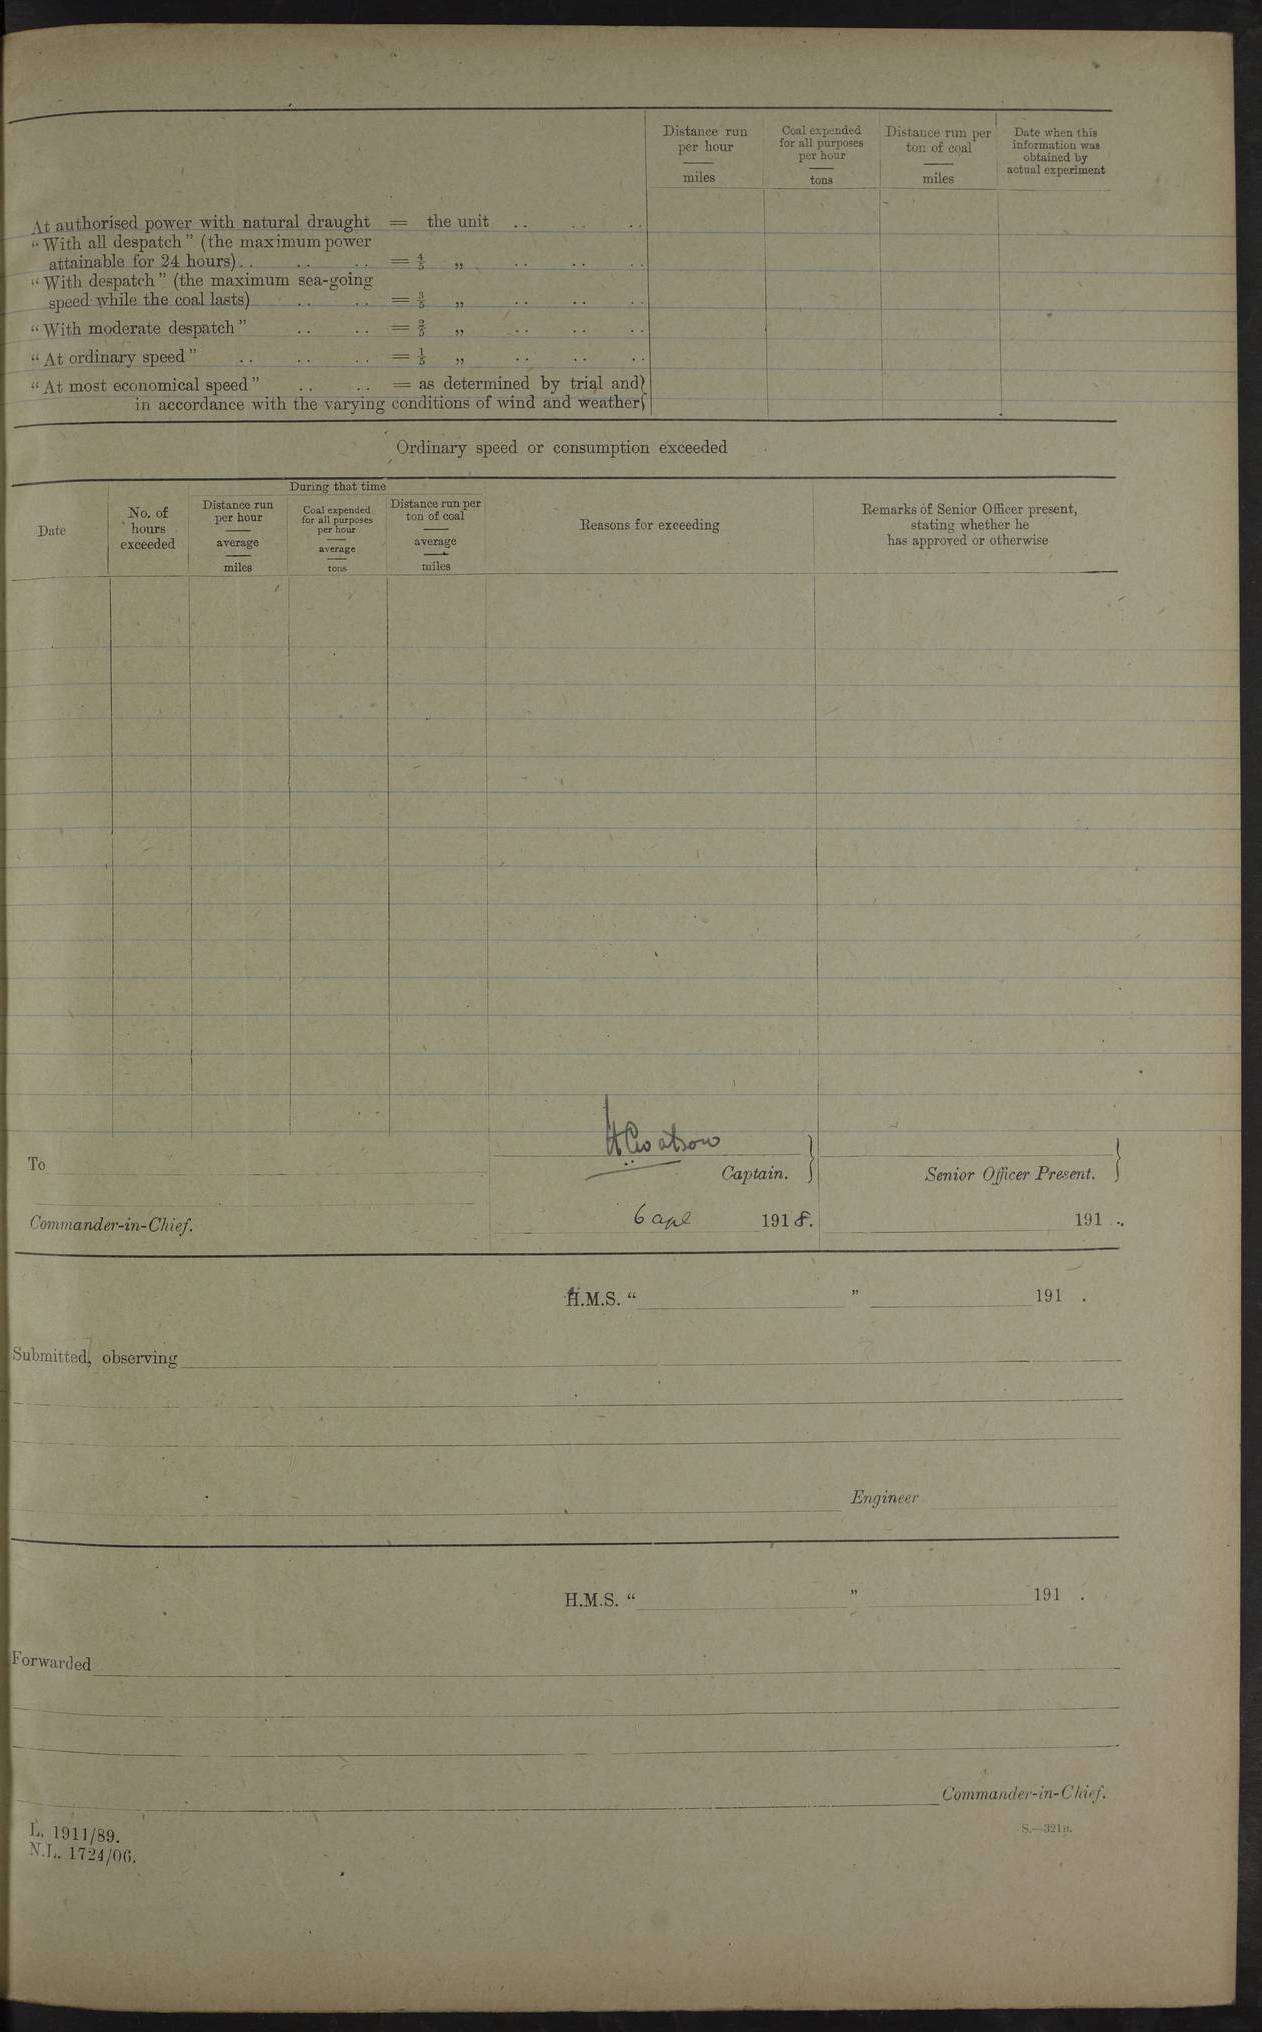 Distance run per hour miles
Coal expended for all purposes per hour tons
Distance run per ton of coal miles
Date when this information was obtained by actual experiment
At authorised power with natural draught = the unit .. .. ..
“With all despatch” (the maximum power
attainable for 24 hours) .. .. .. = 4/5 „ .. .. ..
“With despatch” (the maximum sea-going
speed while the coal lasts) .. .. = 3/5 „ .. .. ..
“With moderate despatch” .. .. = 2/5 „ .. .. ..
“At ordinary speed” .. .. .. = 1/5 „ .. .. ..
“At most economical speed” .. .. = as determined by trial and
in accordance with the varying conditions of wind and weather
Ordinary speed or consumption exceeded
During that time
Date
No. of hours exceeded
Distance run per hour average miles
Coal expended for all purposes per hour average tons
Distance run per ton of coal average miles
Reasons for exceeding
Remarks of Senior Officer present, stating whether he has approved or otherwise
To
Captain.
Senior Officer Present.
Commander-in-Chief.
6 apl 1918.
191 .
H.M.S. “ ” 191 .
Submitted, observing
Engineer
H.M.S. “ ” 191 .
Forwarded
Commander-in-Chief.
L. 1911/89.
N.L. 1724/06.
S.—321B.